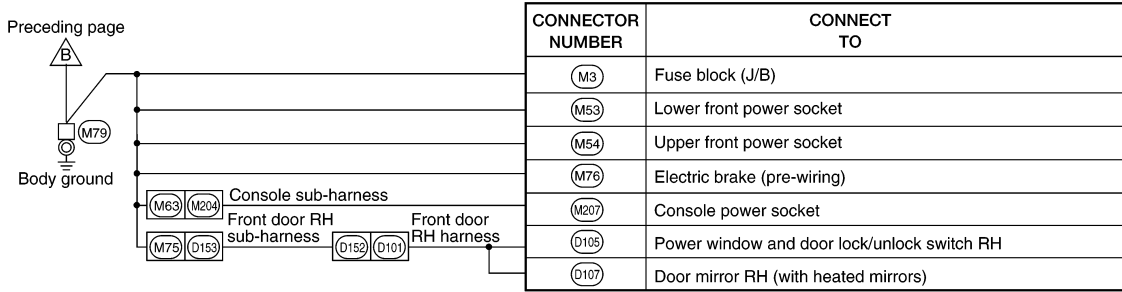 Preceding page
B
M79
Body ground
CONNECTOR
NUMBER
CONNECT
TO
M3
Fuse block (J/B)
M53
Lower front power socket
M54
Upper front power socket
M76
Electric brake (pre-wiring)
M63 M204
Console sub-harness
M207
Console power socket
M75 D153
Front door RH
sub-harness
D152 D101
Front door
RH harness
D105
Power window and door lock/unlock switch RH
D107
Door mirror RH (with heated mirrors)